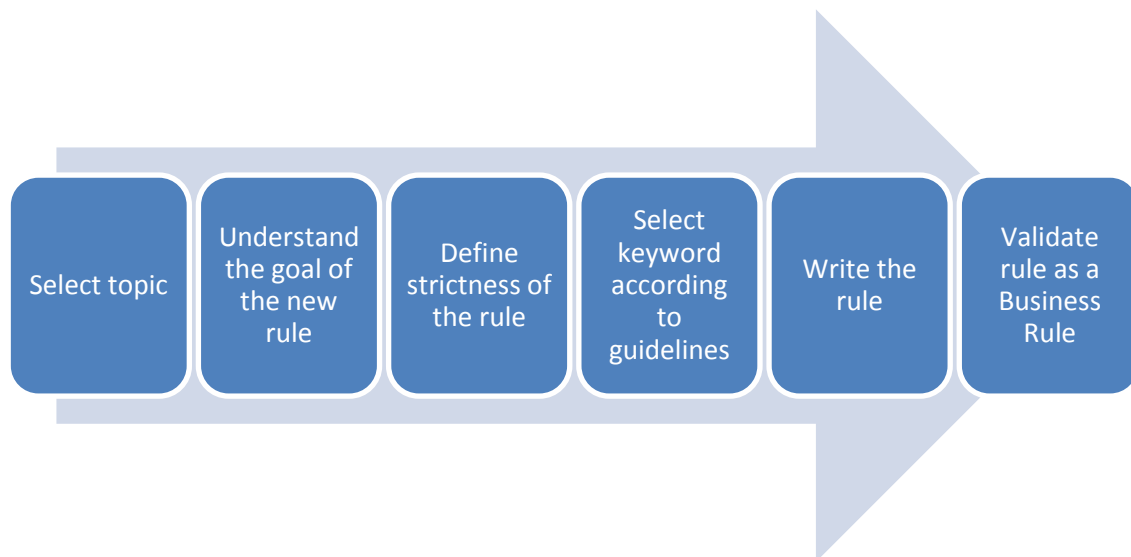 Select topic
Understand
the goal of
the new
rule
Define
strictness of
the rule
Select
keyword
according
to
guidelines
Write the
rule
Validate
rule as a
Business
Rule